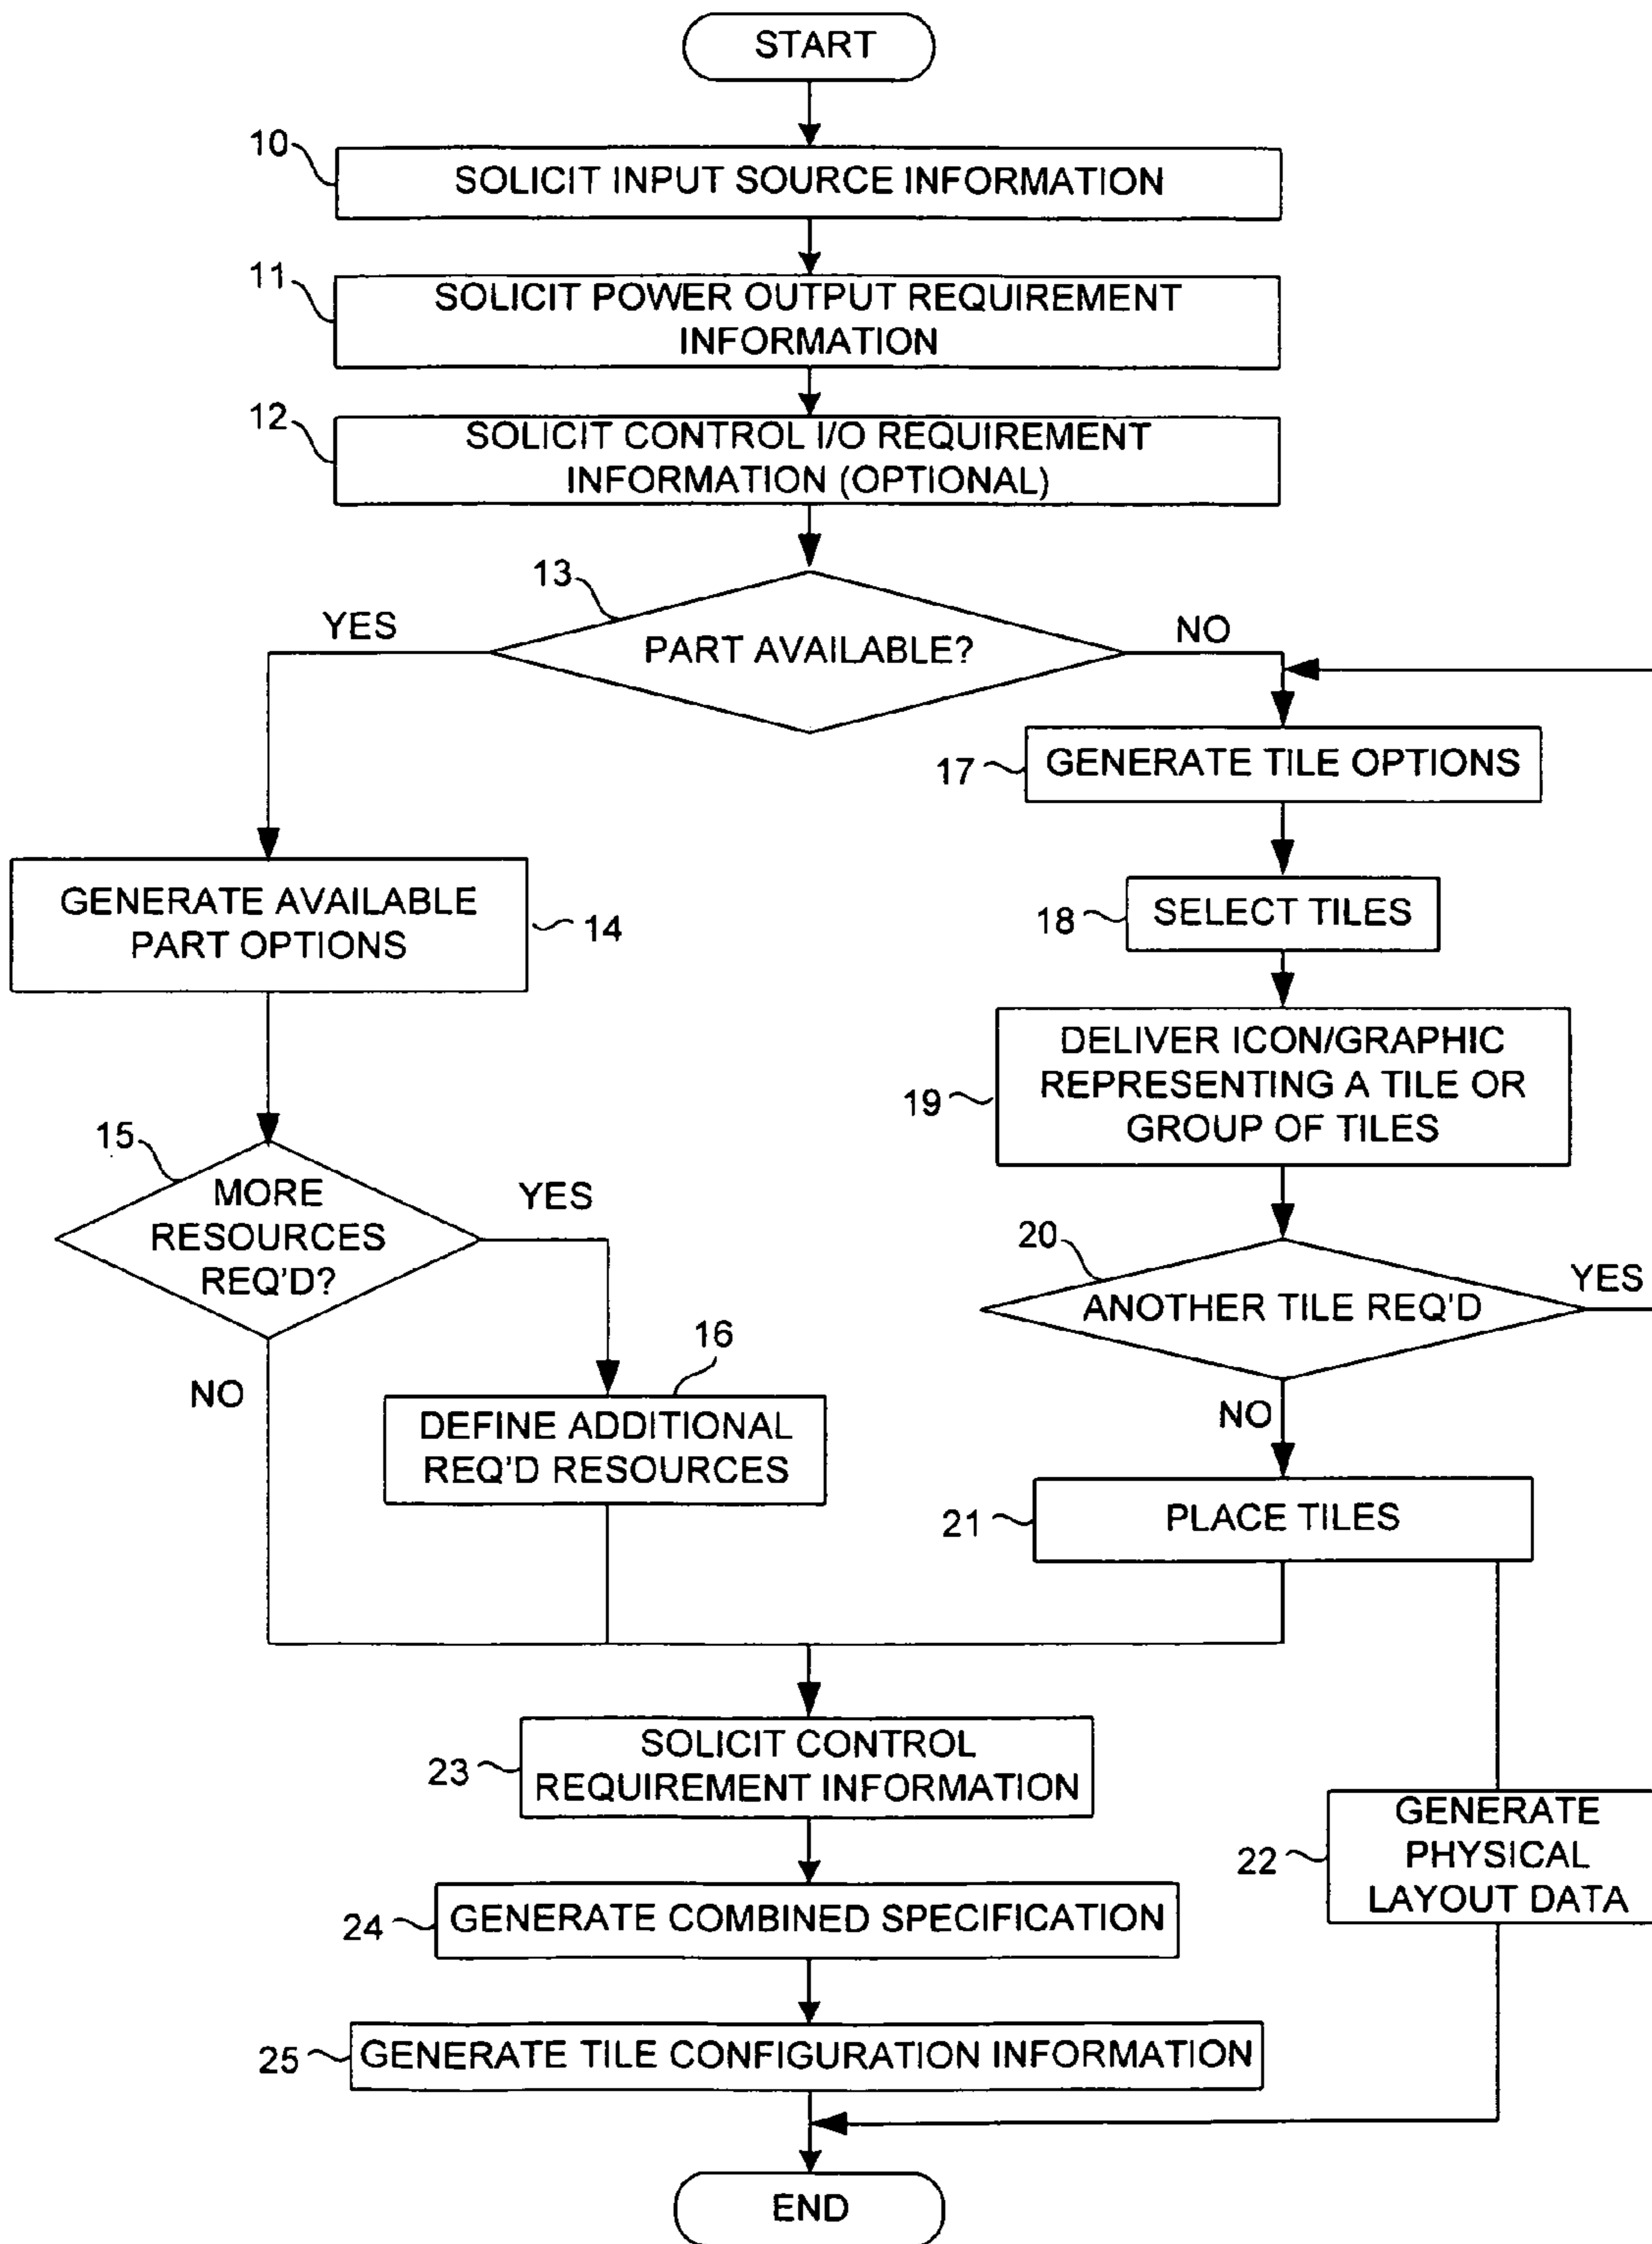 START
10
SOLICIT INPUT SOURCE INFORMATION
11
SOLICIT POWER OUTPUT REQUIREMENT
INFORMATION
12
SOLICIT CONTROL I/O REQUIREMENT
INFORMATION (OPTIONAL)
13
PART AVAILABLE?
YES
NO
17
GENERATE TILE OPTIONS
GENERATE AVAILABLE
PART OPTIONS
14
18
SELECT TILES
19
DELIVER ICON/GRAPHIC
REPRESENTING A TILE OR
GROUP OF TILES
15
MORE
RESOURCES
REQ'D?
YES
NO
20
ANOTHER TILE REQ'D
YES
NO
16
DEFINE ADDITIONAL
REQ'D RESOURCES
21
PLACE TILES
23
SOLICIT CONTROL
REQUIREMENT INFORMATION
22
GENERATE
PHYSICAL
LAYOUT DATA
24
GENERATE COMBINED SPECIFICATION
25
GENERATE TILE CONFIGURATION INFORMATION
END